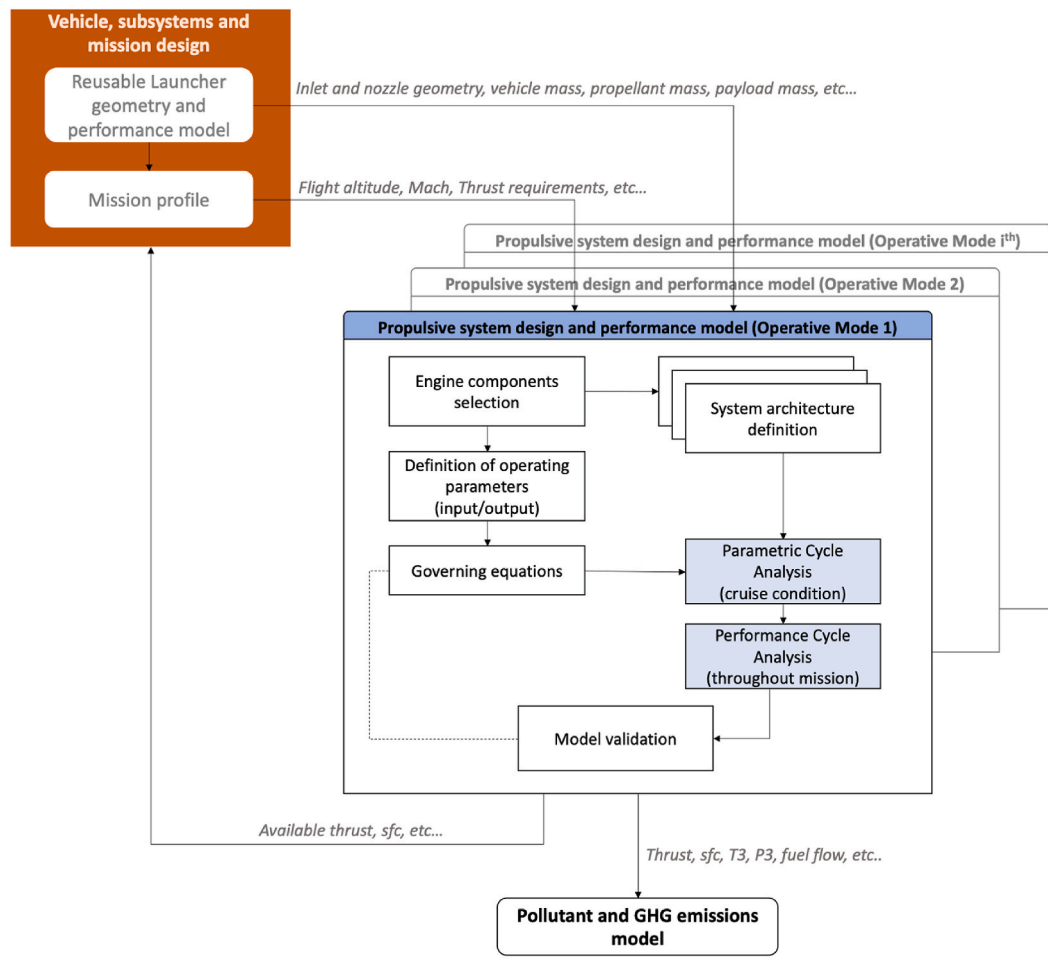 Vehicle, subsystems and
mission design
Reusable Launcher
geometry and
performance model
Inlet and nozzle geometry, vehicle mass, propellant mass, payload mass, etc...
Mission profile
Flight altitude, Mach, Thrust requirements, etc...
Propulsive system design and performance model (Operative Mode ith)
Propulsive system design and performance model (Operative Mode 2)
Propulsive system design and performance model (Operative Mode 1)
Engine components
selection
System architecture
definition
Definition of operating
parameters
(input/output)
Governing equations
Parametric Cycle
Analysis
(cruise condition)
Performance Cycle
Analysis
(throughout mission)
Model validation
Available thrust, sfc, etc...
Thrust, sfc, T3, P3, fuel flow, etc..
Pollutant and GHG emissions
model